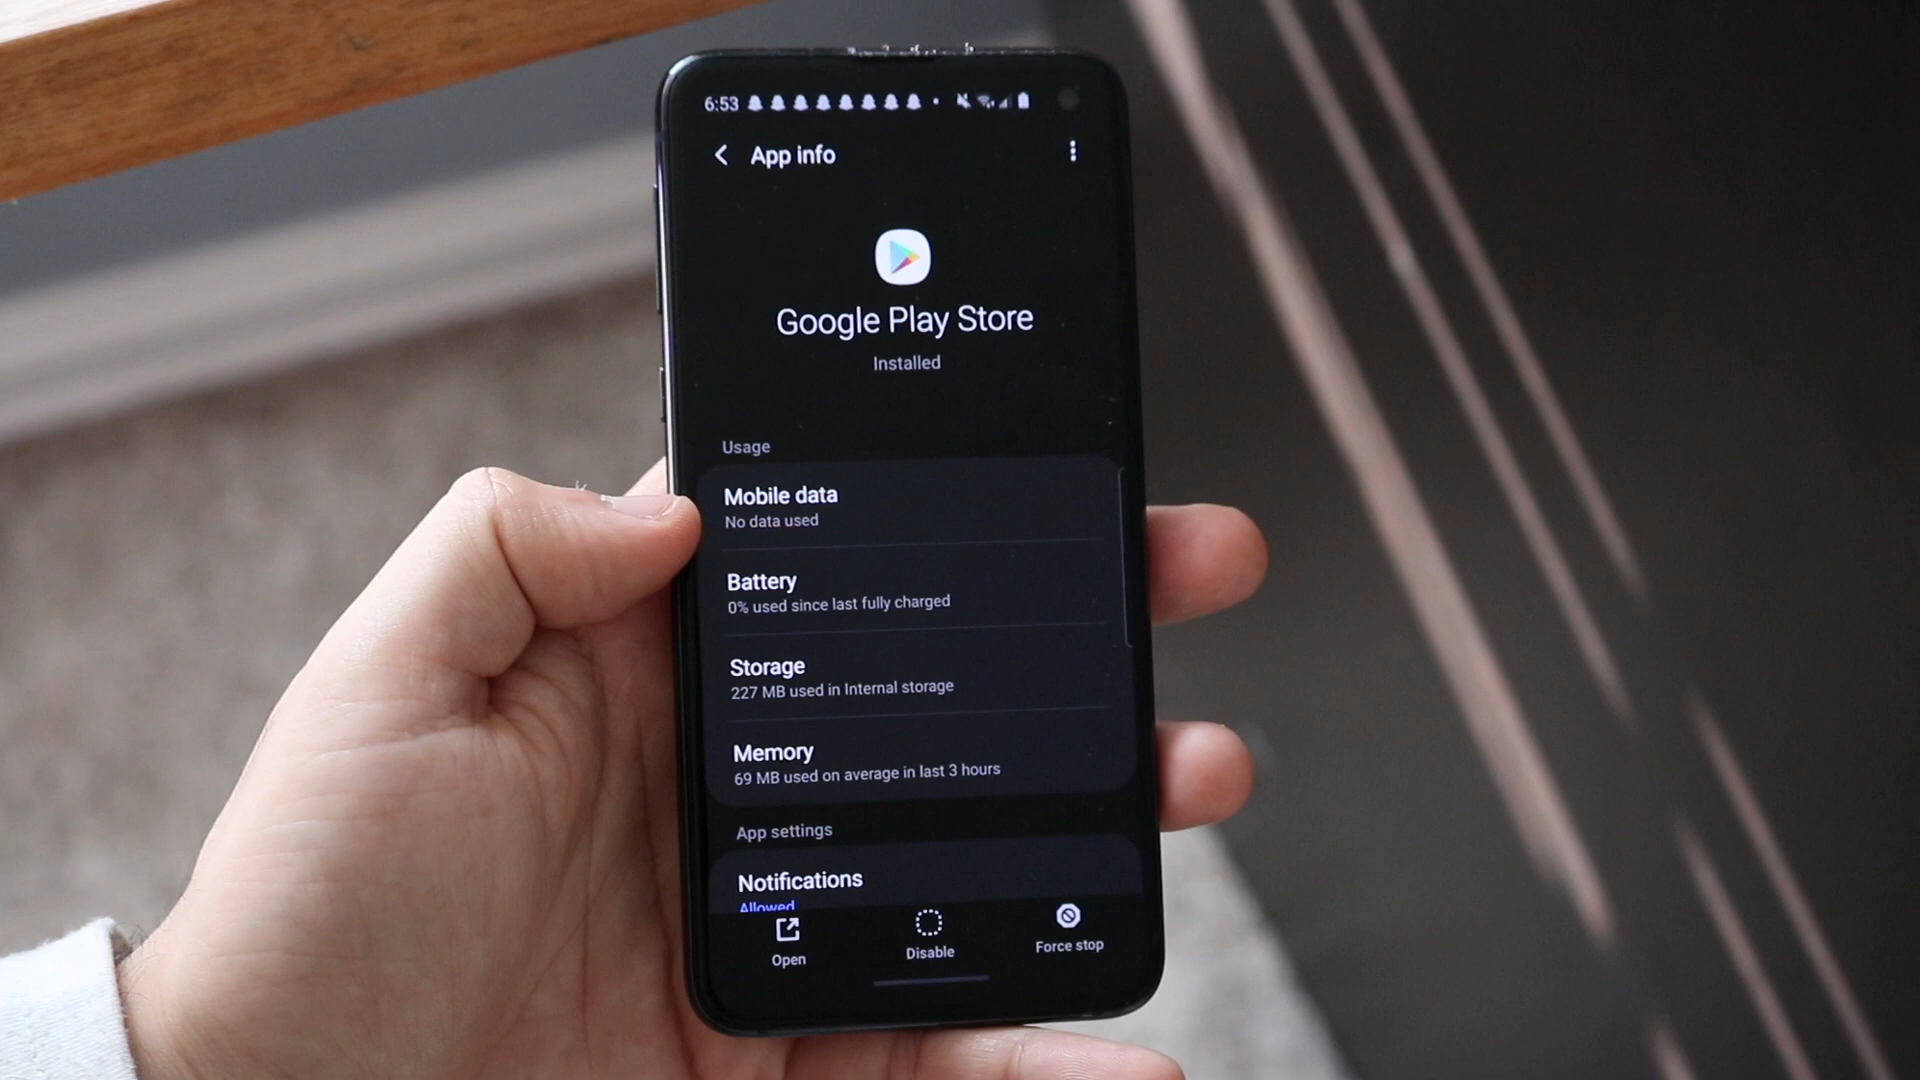 6:53
App info
Google Play Store
Installed
Usage
Mobile data
No data used
Battery
0% used since last fully charged
Storage
227 MB used in Internal storage
Memory
69 MB used on average in last 3 hours
App settings
Notifications
Allowed
Open
Disable
Force stop